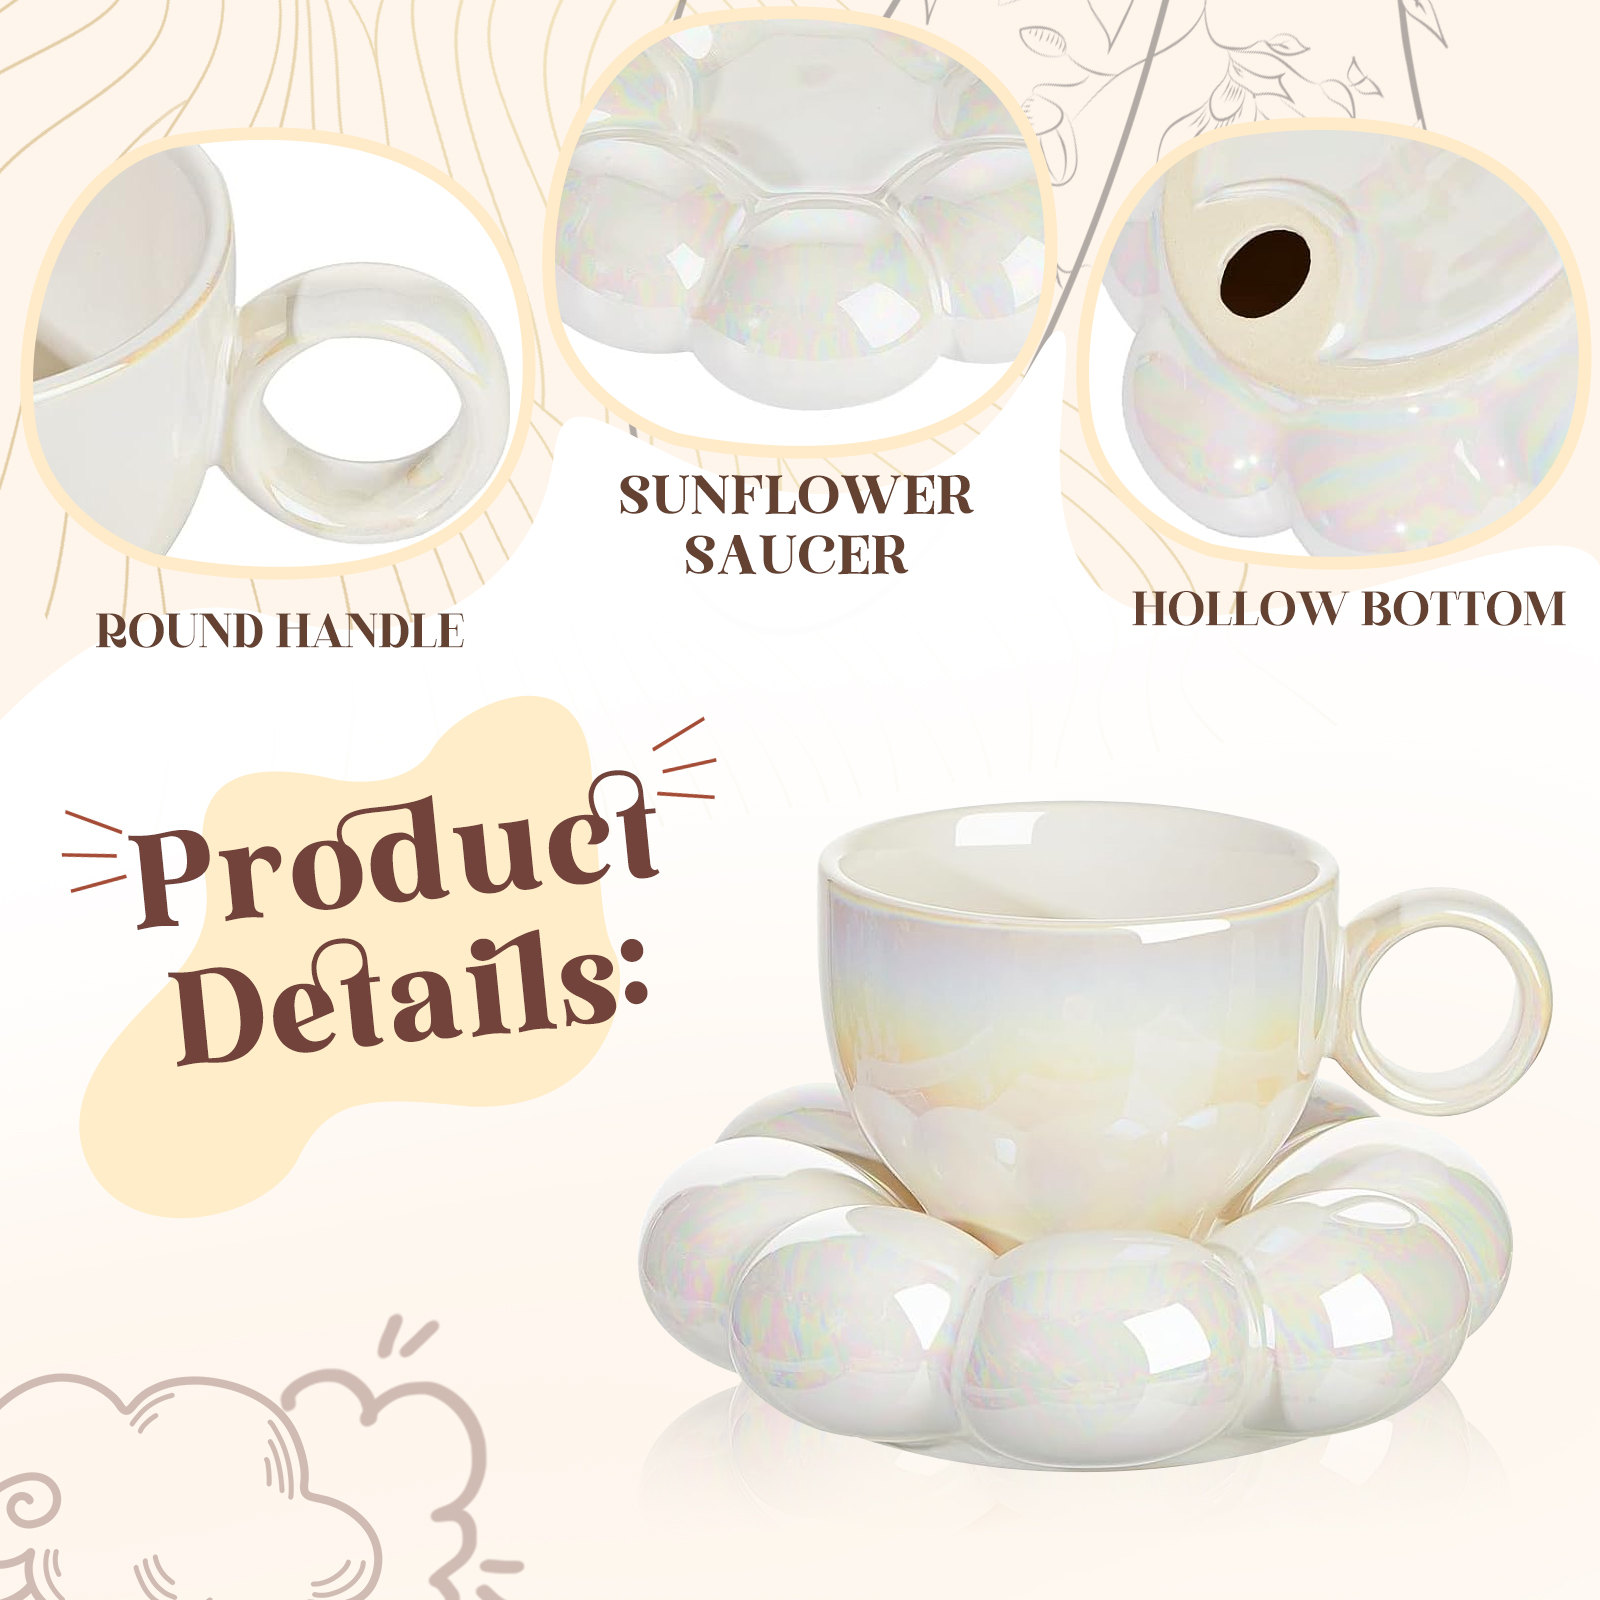 SUNFLOWER
SAUCER
ROUND HANDLE
HOLLOW BOTTOM
Product
Details: